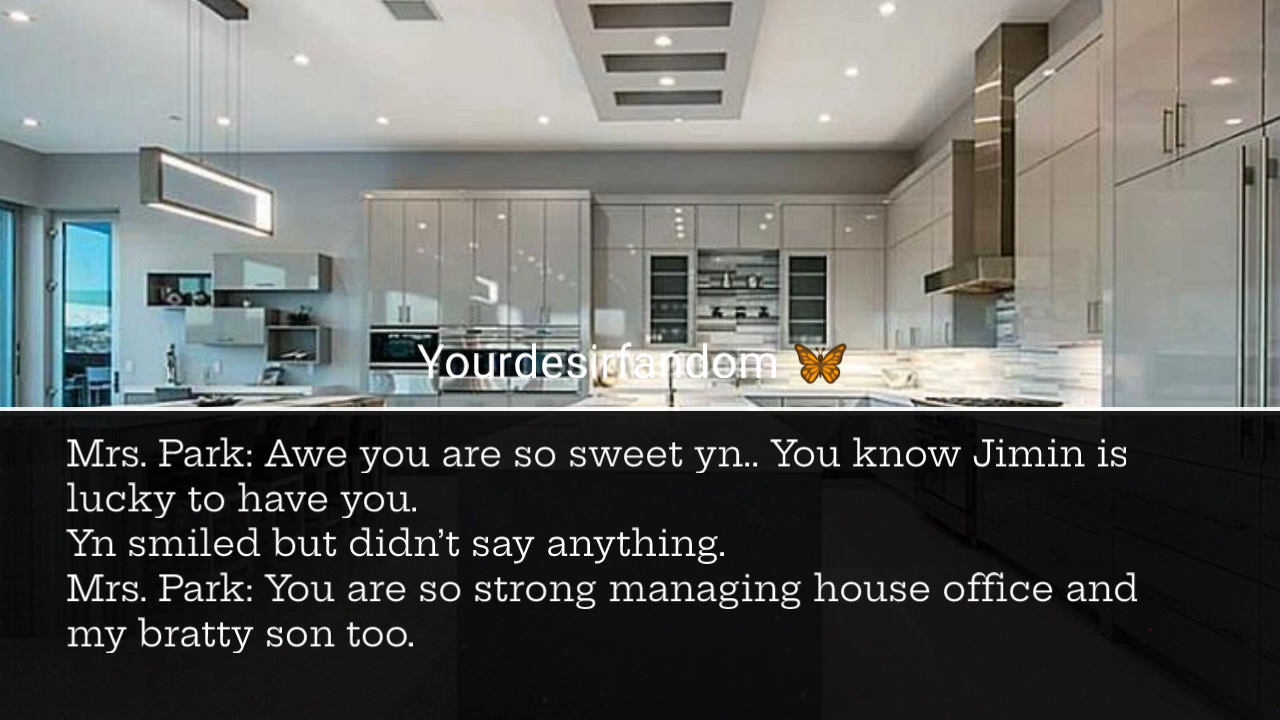 Yourdesirfandom 🦋
Mrs. Park: Awe you are so sweet yn.. You know Jimin is
lucky to have you.
Yn smiled but didn't say anything.
Mrs. Park: You are so strong managing house office and
my bratty son too.